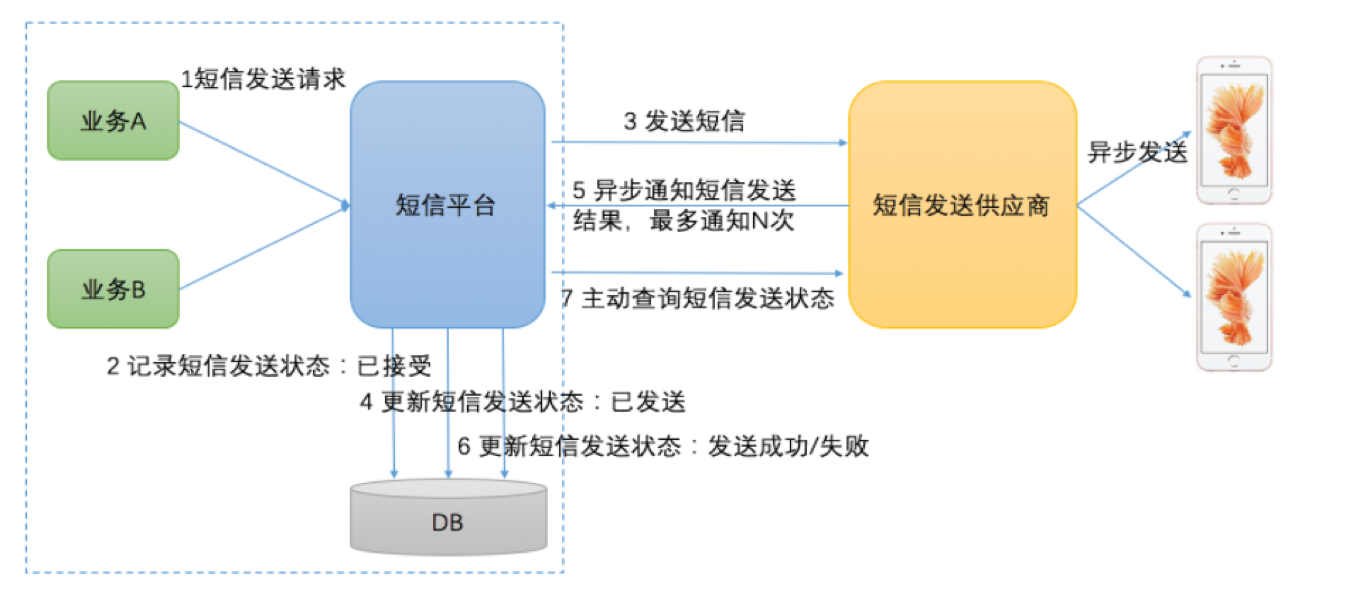 1短信发送请求
业务A
3 发送短信
异步发送
5 异步通知短信发送
结果，最多通知N次
短信平台
短信发送供应商
业务B
7 主动查询短信发送状态
2 记录短信发送状态：已接受
4 更新短信发送状态：已发送
6 更新短信发送状态：发送成功/失败
DB